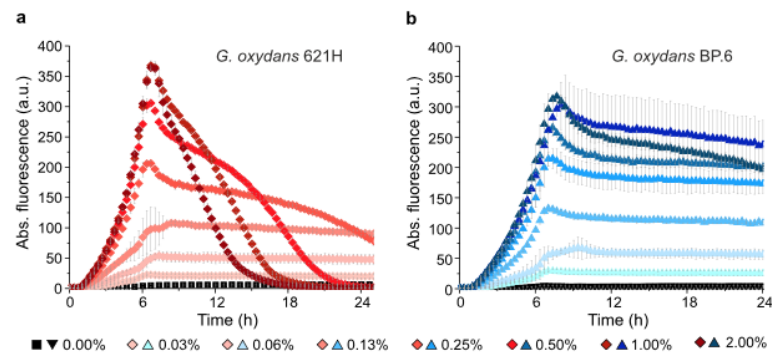 a
G. oxydans 621H
Abs. fluorescence (a.u.)
400
350
300
250
200
150
100
50
0
0 6 12 18 24
Time (h)
b
G. oxydans BP.6
Abs. fluorescence (a.u.)
400
350
300
250
200
150
100
50
0
0 6 12 18 24
Time (h)
0.00% 0.03% 0.06% 0.13% 0.25% 0.50% 1.00% 2.00%